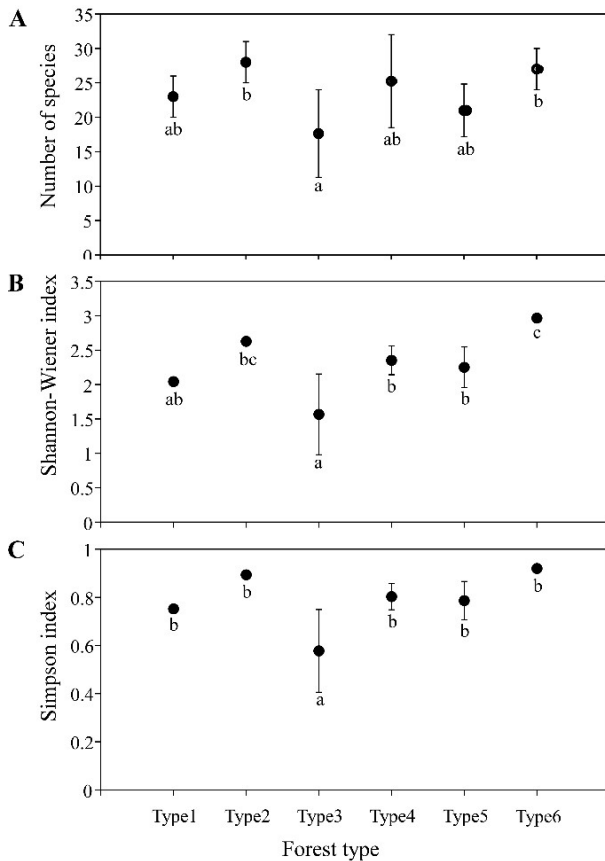 A
Number of species
35
30
25
20
15
10
5
0
ab
b
a
ab
ab
b
B
Shannon-Wiener index
3.5
3
2.5
2
1.5
1
0.5
0
ab
bc
a
b
b
c
C
Simpson index
1
0.8
0.6
0.4
0.2
0
b
b
a
b
b
b
Type1 Type2 Type3 Type4 Type5 Type6
Forest type